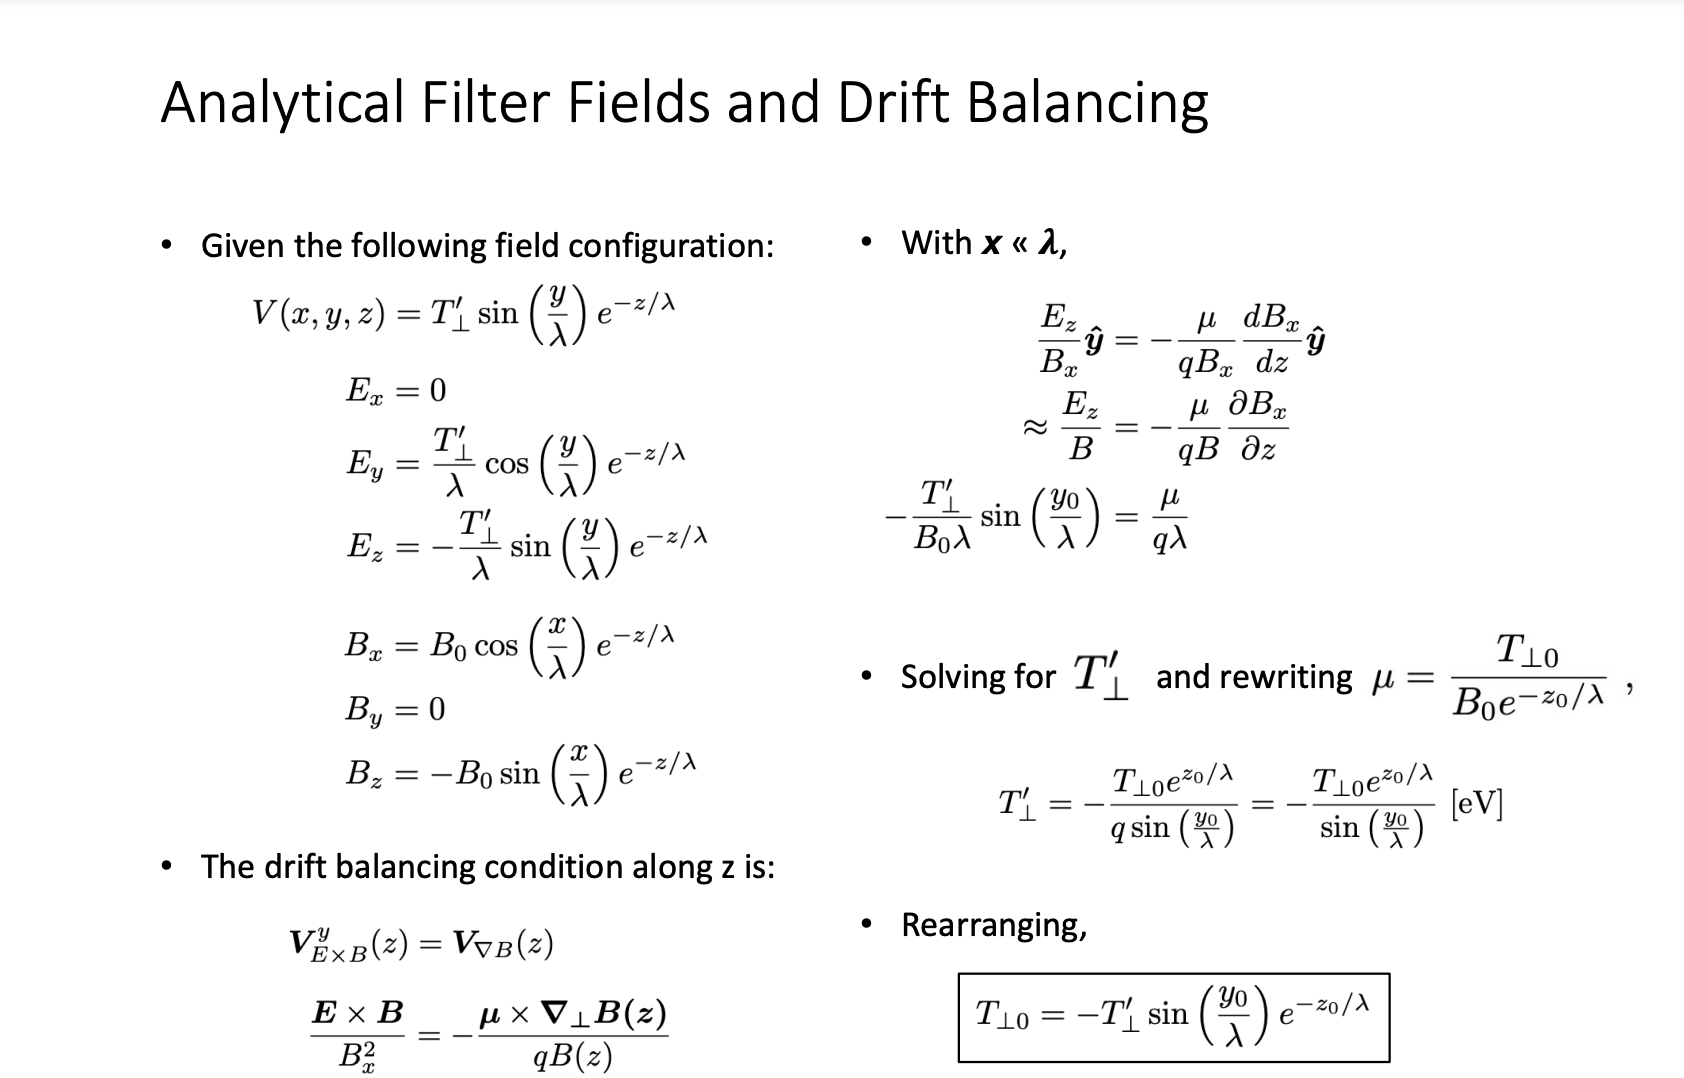 Analytical Filter Fields and Drift Balancing
• Given the following field configuration:
V(x, y, z) = T′⊥ sin (y/λ) e^{−z/λ}
E_x = 0
E_y = T′⊥/λ cos (y/λ) e^{−z/λ}
E_z = −T′⊥/λ sin (y/λ) e^{−z/λ}
B_x = B_0 cos (x/λ) e^{−z/λ}
B_y = 0
B_z = −B_0 sin (x/λ) e^{−z/λ}
• The drift balancing condition along z is:
V^y_{E×B}(z) = V_{∇B}(z)
E × B / B_x^2 = − μ × ∇⊥B(z) / qB(z)
• With x « λ,
E_z/B_x ŷ = − μ/qB_x dB_x/dz ŷ
≈ E_z/B = − μ/qB ∂B_x/∂z
− T′⊥/B_0λ sin (y_0/λ) = μ/qλ
• Solving for T′⊥ and rewriting μ = T⊥0 / B_0e^{−z_0/λ} ,
T′⊥ = − T⊥0e^{z_0/λ} / q sin (y_0/λ) = − T⊥0e^{z_0/λ} / sin (y_0/λ) [eV]
• Rearranging,
T⊥0 = −T′⊥ sin (y_0/λ) e^{−z_0/λ}